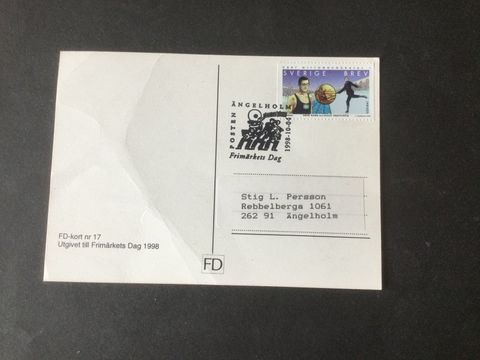 SVERIGE BREV
POSTEN ÄNGELHOLM 1998-10-04
Frimärkets Dag
Stig L. Persson
Rebbelberga 1061
262 91 Ängelholm
FD-kort nr 17
Utgivet till Frimärkets Dag 1998
FD